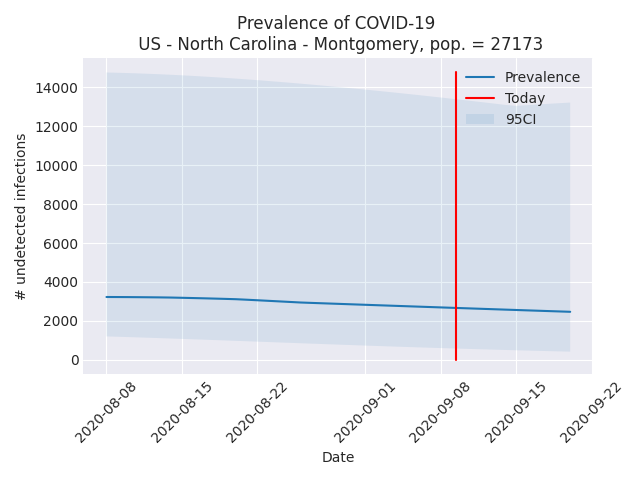 Prevalence of COVID-19
US - North Carolina - Montgomery, pop. = 27173
Prevalence
Today
95CI
14000
12000
10000
8000
6000
4000
2000
0
# undetected infections
2020-08-08
2020-08-15
2020-08-22
2020-09-01
2020-09-08
2020-09-15
2020-09-22
Date